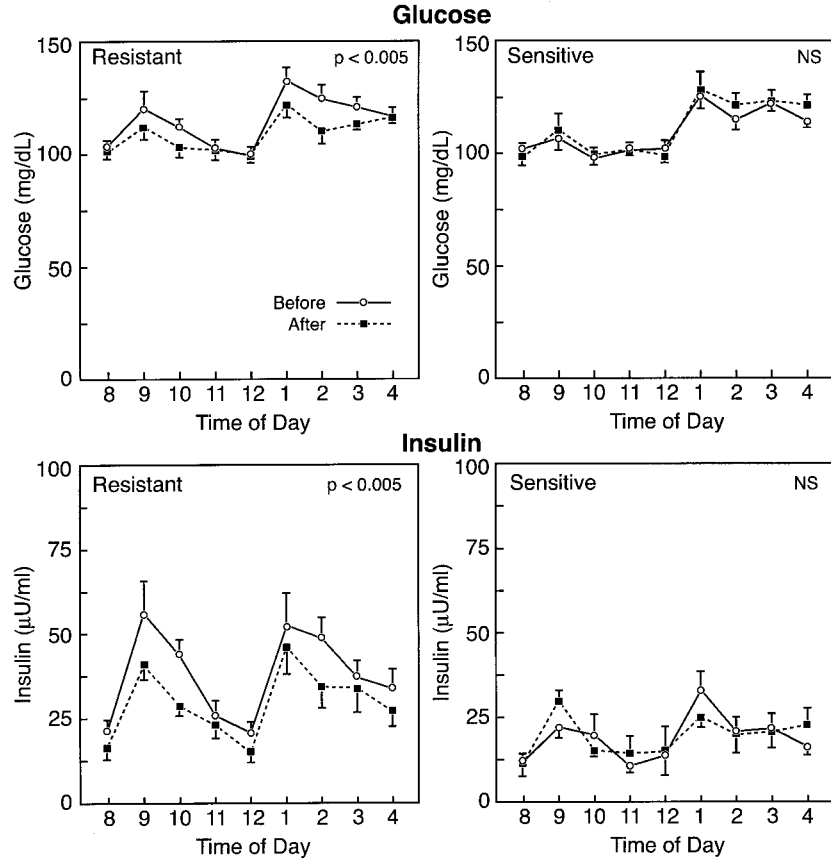 Glucose
Resistant
p < 0.005
150
100
50
0
Glucose (mg/dL)
Before
After
8 9 10 11 12 1 2 3 4
Time of Day
Sensitive
NS
150
100
50
0
Glucose (mg/dL)
8 9 10 11 12 1 2 3 4
Time of Day
Insulin
Resistant
p < 0.005
100
75
50
25
0
Insulin (μU/ml)
8 9 10 11 12 1 2 3 4
Time of Day
Sensitive
NS
100
75
50
25
0
Insulin (μU/ml)
8 9 10 11 12 1 2 3 4
Time of Day